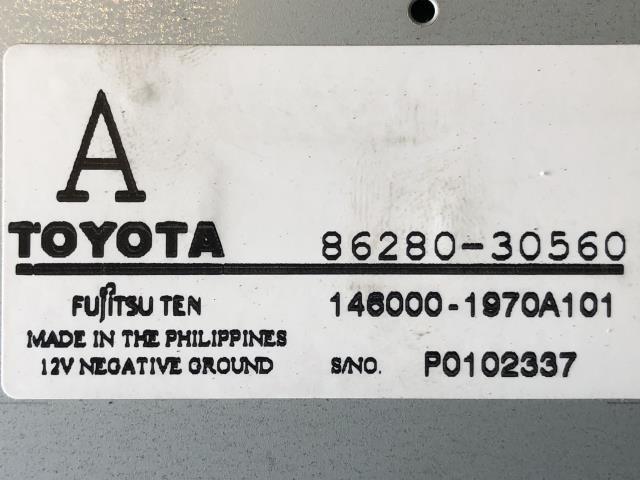 A
TOYOTA 86280-30560
FUJITSU TEN 146000-1970A101
MADE IN THE PHILIPPINES
12V NEGATIVE GROUND S/NO. P0102337